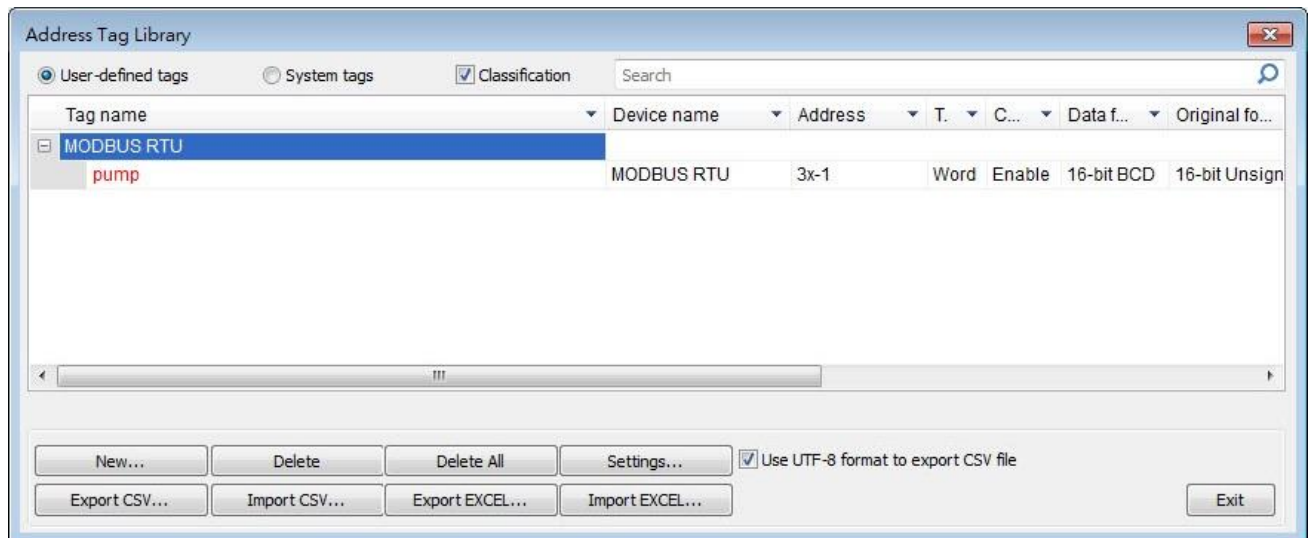 Address Tag Library
User-defined tags System tags Classification Search
Tag name Device name Address T. C... Data f... Original fo...
MODBUS RTU
pump MODBUS RTU 3x-1 Word Enable 16-bit BCD 16-bit Unsign
New... Delete Delete All Settings... Use UTF-8 format to export CSV file
Export CSV... Import CSV... Export EXCEL... Import EXCEL... Exit